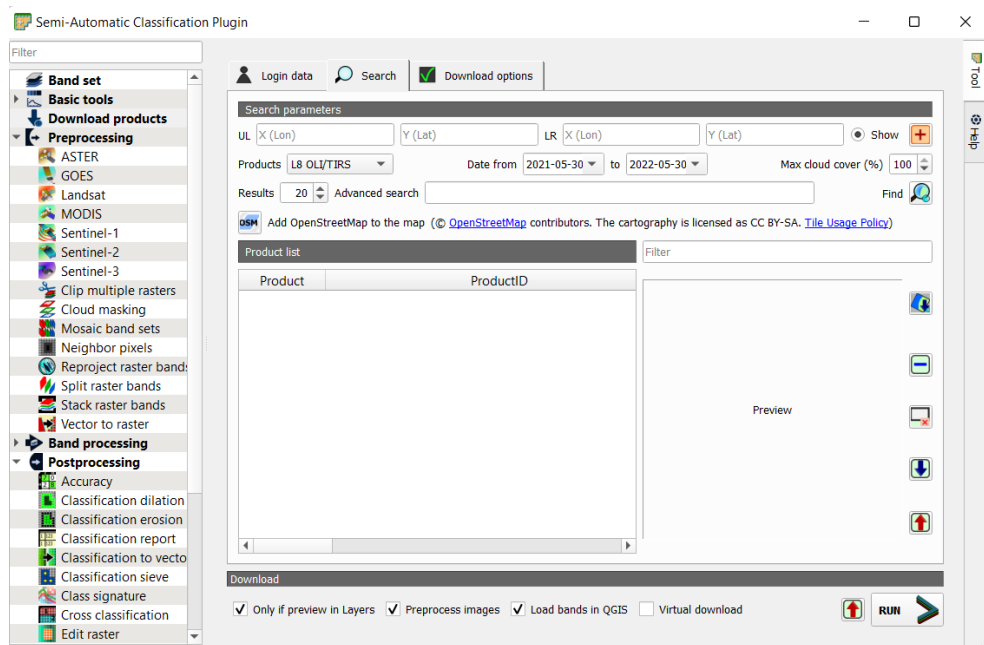 Semi-Automatic Classification Plugin
Filter
Band set
Basic tools
Download products
Preprocessing
ASTER
GOES
Landsat
MODIS
Sentinel-1
Sentinel-2
Sentinel-3
Clip multiple rasters
Cloud masking
Mosaic band sets
Neighbor pixels
Reproject raster bands
Split raster bands
Stack raster bands
Vector to raster
Band processing
Postprocessing
Accuracy
Classification dilation
Classification erosion
Classification report
Classification to vecto
Classification sieve
Class signature
Cross classification
Edit raster
Login data Search Download options
Search parameters
UL X (Lon) Y (Lat) LR X (Lon) Y (Lat) Show
Products L8 OLI/TIRS Date from 2021-05-30 to 2022-05-30 Max cloud cover (%) 100
Results 20 Advanced search Find
OSM Add OpenStreetMap to the map (© OpenStreetMap contributors. The cartography is licensed as CC BY-SA. Tile Usage Policy)
Product list Filter
Product ProductID
Preview
Download
Only if preview in Layers Preprocess images Load bands in QGIS Virtual download RUN
Tool
Help